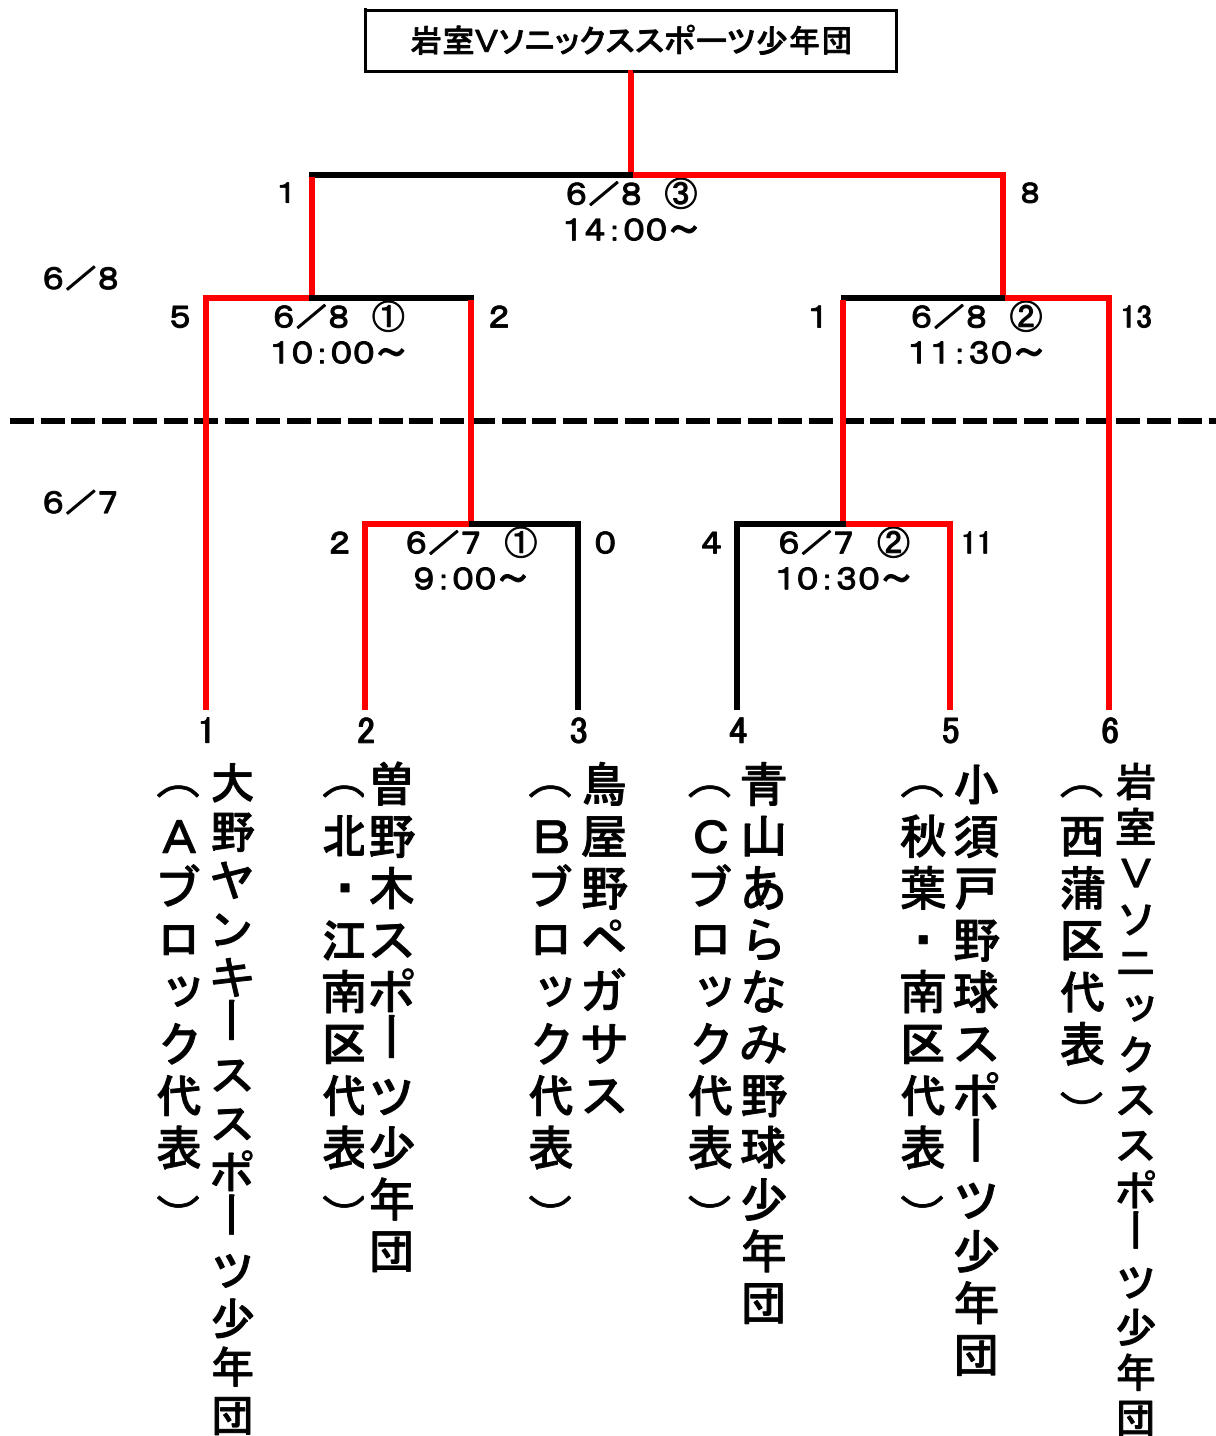 岩室Vソニックススポーツ少年団
1
6／8 ③
14：00～
8
6／8
5
6／8 ①
10：00～
2
1
6／8 ②
11：30～
13
6／7
2
6／7 ①
9：00～
0
4
6／7 ②
10：30～
11
1
2
3
4
5
6
大野ヤンキーススポーツ少年団
（Aブロック代表）
曽野木スポーツ少年団
（北・江南区代表）
鳥屋野ペガサス
（Bブロック代表）
青山あらなみ野球少年団
（Cブロック代表）
小須戸野球スポーツ少年団
（秋葉・南区代表）
岩室Vソニックススポーツ少年団
（西蒲区代表）